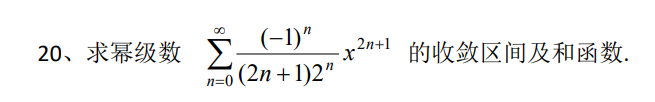 20、求幂级数 $\sum_{n=0}^{\infty} \frac{(-1)^n}{(2n+1)2^n} x^{2n+1}$ 的收敛区间及和函数.